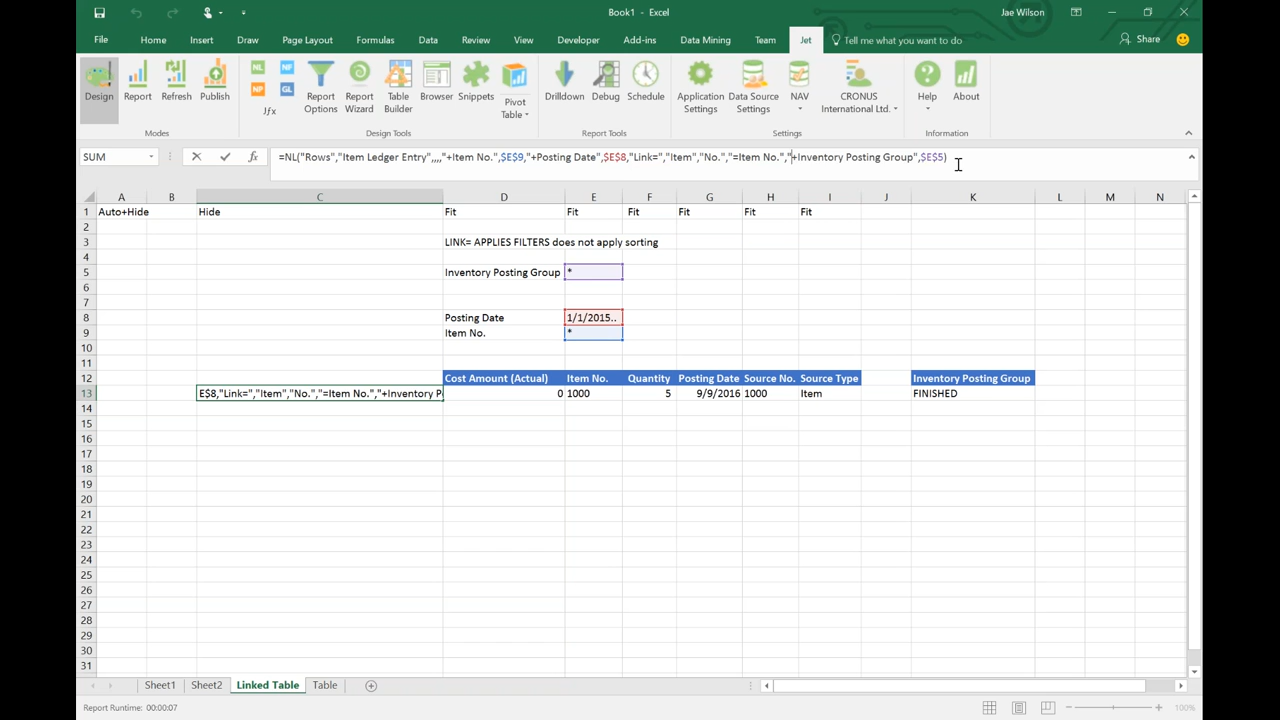 Book1 - Excel
Jae Wilson
File
Home
Insert
Draw
Page Layout
Formulas
Data
Review
View
Developer
Add-ins
Data Mining
Team
Jet
Tell me what you want to do
Share
Design
Report
Refresh
Publish
NL
NF
NP
GL
Jfx
Report Options
Report Wizard
Table Builder
Browser
Snippets
Pivot Table
Drilldown
Debug
Schedule
Application Settings
Data Source Settings
NAV
CRONUS International Ltd.
Help
About
Modes
Design Tools
Report Tools
Settings
Information
SUM
fx
=NL("Rows","Item Ledger Entry",,,,"+Item No.",$E$9,"+Posting Date",$E$8,"Link=","Item","No.","=Item No.","+Inventory Posting Group",$E$5)
A B C D E F G H I J K L M N
1 Auto+Hide Hide Fit Fit Fit Fit Fit Fit
2
3 LINK= APPLIES FILTERS does not apply sorting
4
5 Inventory Posting Group *
6
7
8 Posting Date 1/1/2015..
9 Item No. *
10
11
12 Cost Amount (Actual) Item No. Quantity Posting Date Source No. Source Type Inventory Posting Group
13 E$8,"Link=","Item","No.","=Item No.","+Inventory P 0 1000 5 9/9/2016 1000 Item FINISHED
14
15
16
17
18
19
20
21
22
23
24
25
26
27
28
29
30
31
Sheet1 Sheet2 Linked Table Table
Report Runtime: 00:00:07
100%